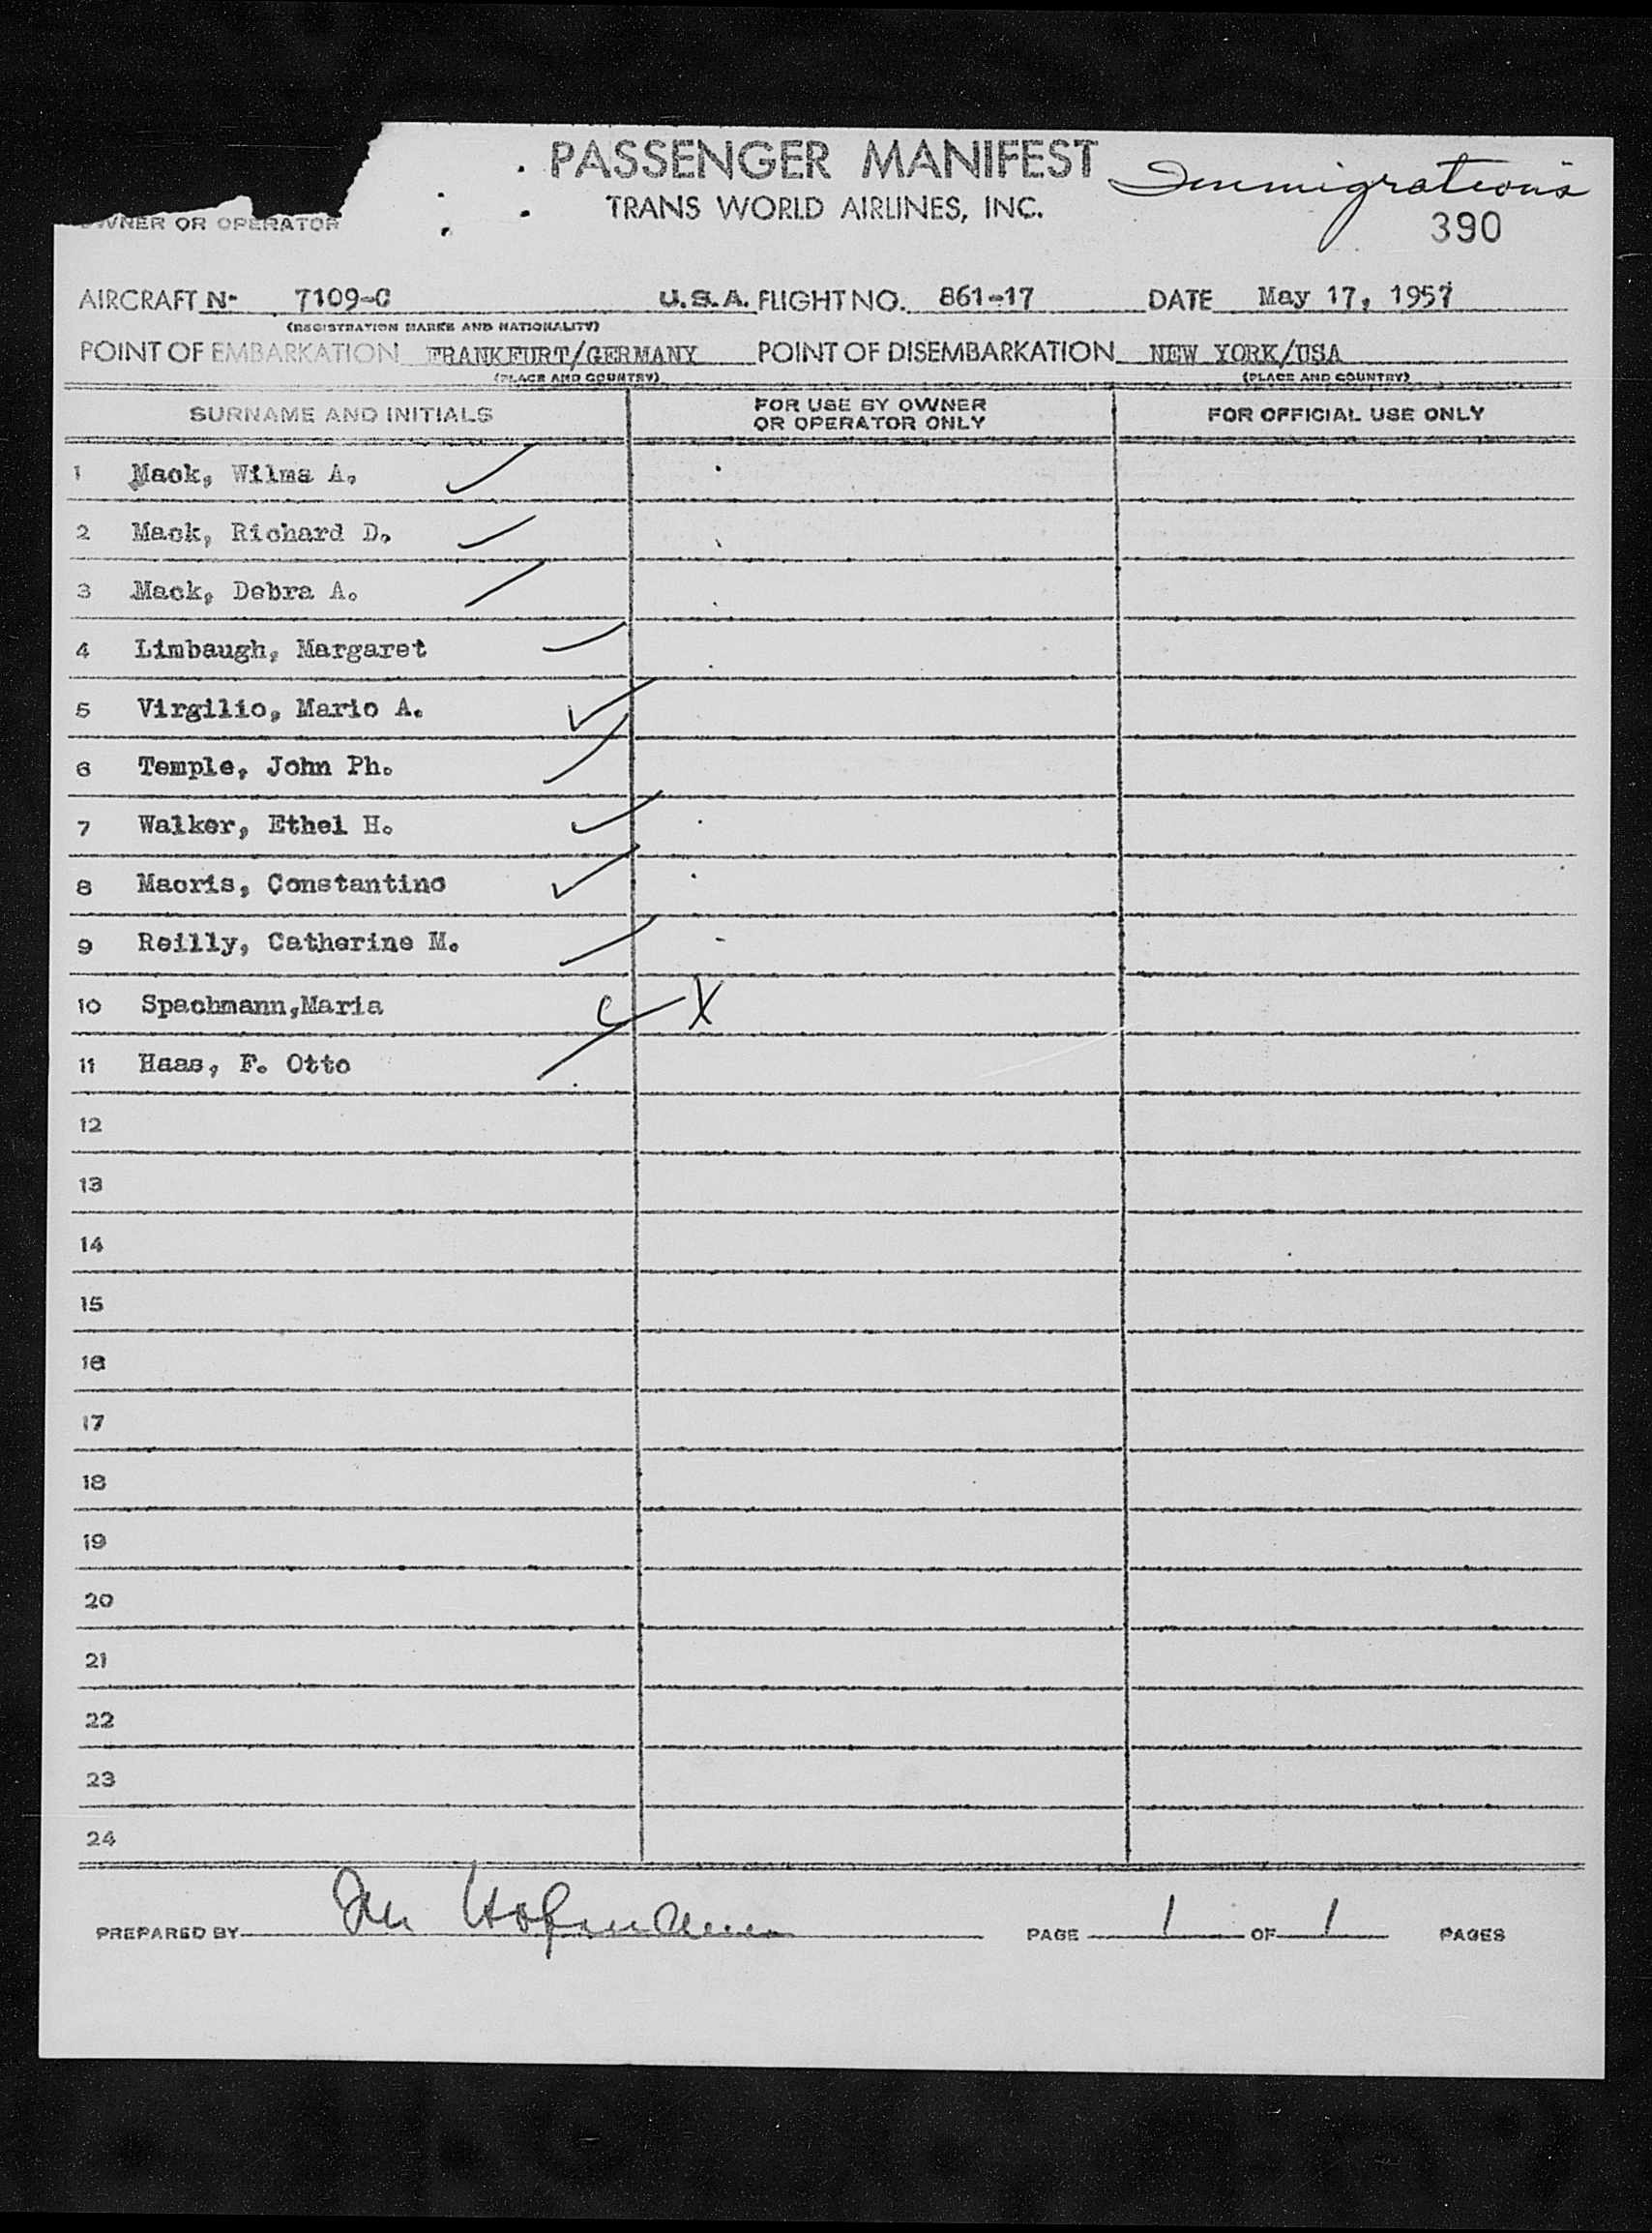 PASSENGER MANIFEST
Immigrations
TRANS WORLD AIRLINES, INC.
OWNER OR OPERATOR
390
AIRCRAFT N- 7109-C U.S.A. FLIGHT NO. 861-17 DATE May 17, 1957
(REGISTRATION MARKS AND NATIONALITY)
POINT OF EMBARKATION FRANKFURT/GERMANY POINT OF DISEMBARKATION NEW YORK/USA
(PLACE AND COUNTRY) (PLACE AND COUNTRY)
SURNAME AND INITIALS FOR USE BY OWNER OR OPERATOR ONLY FOR OFFICIAL USE ONLY
1 Mack, Wilma A.
2 Mack, Richard D.
3 Mack, Debra A.
4 Limbaugh, Margaret
5 Virgilio, Mario A.
6 Temple, John Ph.
7 Walker, Ethel H.
8 Macris, Constantino
9 Reilly, Catherine M.
10 Spachmann,Maria X
11 Haas, F. Otto
12
13
14
15
16
17
18
19
20
21
22
23
24
PREPARED BY PAGE 1 OF 1 PAGES